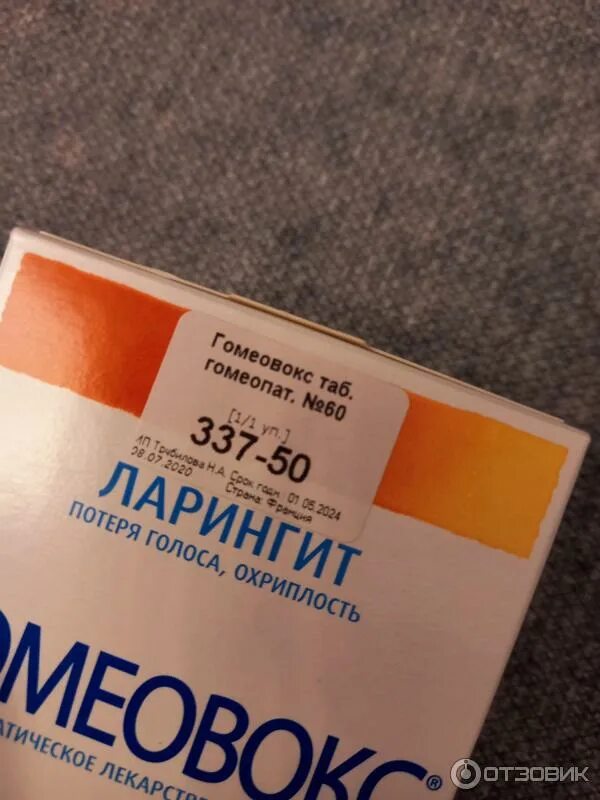 Гомеовокс таб.
гомеопат. №60
[1/1 уп.]
337-50
ИП Трибилова Н.А. Срок годн. 01.05.2024
08.07.2020 Страна: Франция
ЛАРИНГИТ
ПОТЕРЯ ГОЛОСА, ОХРИПЛОСТЬ
ОМЕОВОКС®
АТИЧЕСКОЕ ЛЕКАРСТВЕ
ОТЗОВИК